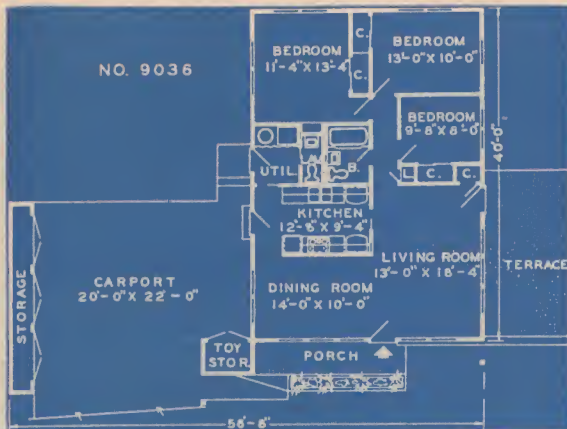 NO. 9036
BEDROOM
11'-4" X 13'-4"
C.
C.
BEDROOM
13'-0" X 10'-0"
BEDROOM
9'-8" X 8'-0"
40'-0"
UTIL.
B.
L.
C.
C.
KITCHEN
12'-6" X 9'-4"
LIVING ROOM
13'-0" X 18'-4"
TERRACE
STORAGE
CARPORT
20'-0" X 22'-0"
DINING ROOM
14'-0" X 10'-0"
TOY
STOR.
PORCH
56'-8"